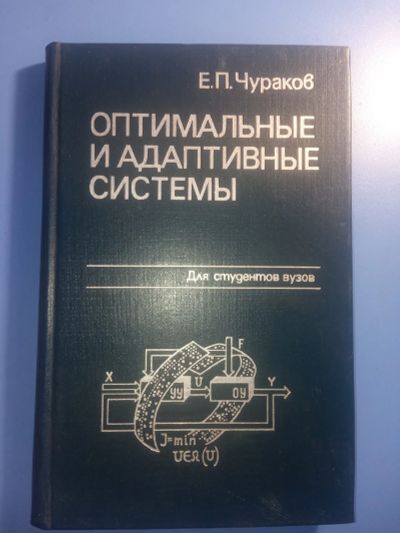 Е.П.Чураков
ОПТИМАЛЬНЫЕ
И АДАПТИВНЫЕ
СИСТЕМЫ
Для студентов вузов
F
X
УУ
U
ОУ
Y
J=min
U∈Ω(U)